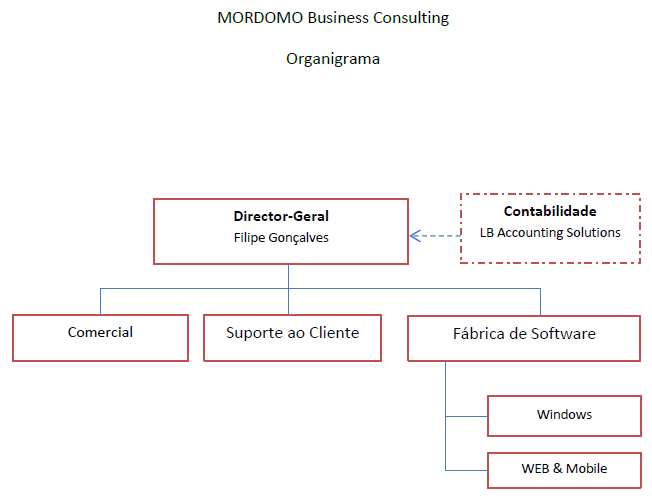 MORDOMO Business Consulting
Organigrama
Director-Geral
Filipe Gonçalves
Contabilidade
LB Accounting Solutions
Comercial
Suporte ao Cliente
Fábrica de Software
Windows
WEB & Mobile